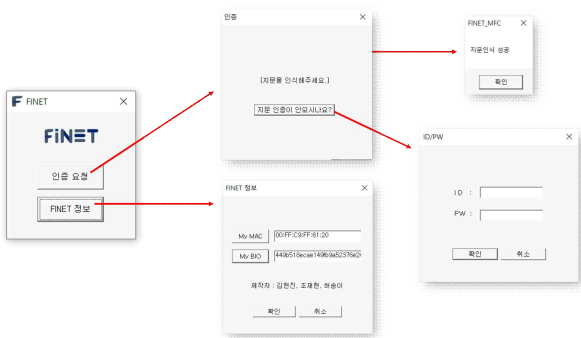 FINET
FiNET
인증 요청
FINET 정보
인증
[지문을 인식해주세요.]
지문 인증이 안되시나요?
FINET_MFC
지문인식 성공
확인
ID/PW
ID :
PW :
확인
취소
FINET 정보
My MAC
00:FF:C9:FF:61:20
My BIO
449b518ecae149fb9a52376e2
제작자 : 김현진, 조재현, 하송이
확인
취소